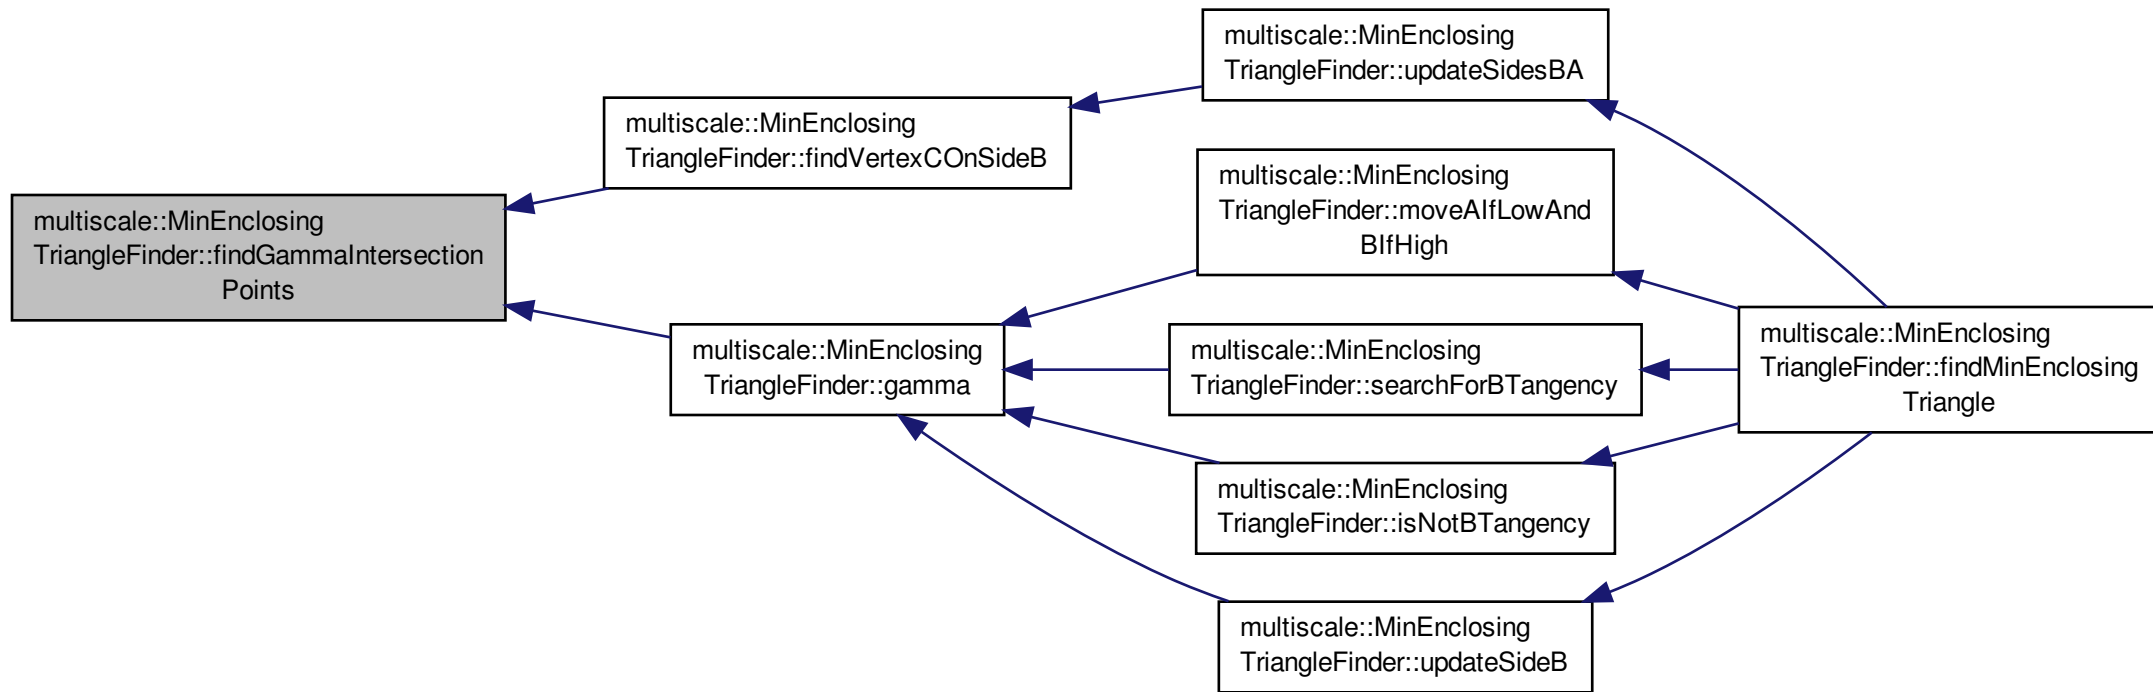 multiscale::MinEnclosing
TriangleFinder::findGammaIntersection
Points
multiscale::MinEnclosing
TriangleFinder::findVertexCOnSideB
multiscale::MinEnclosing
TriangleFinder::updateSidesBA
multiscale::MinEnclosing
TriangleFinder::gamma
multiscale::MinEnclosing
TriangleFinder::moveAIfLowAnd
BIfHigh
multiscale::MinEnclosing
TriangleFinder::searchForBTangency
multiscale::MinEnclosing
TriangleFinder::isNotBTangency
multiscale::MinEnclosing
TriangleFinder::updateSideB
multiscale::MinEnclosing
TriangleFinder::findMinEnclosing
Triangle